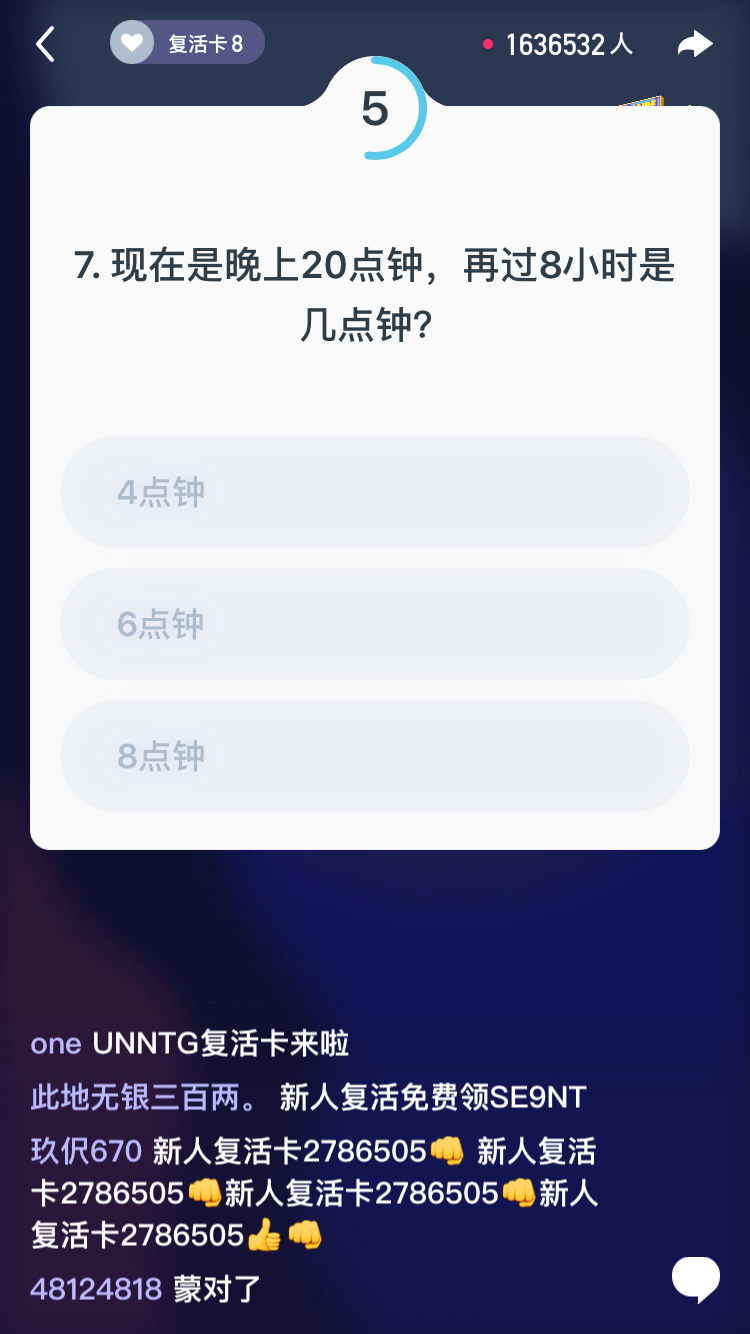 复活卡 8
1636532 人
5
7. 现在是晚上20点钟，再过8小时是
几点钟?
4点钟
6点钟
8点钟
one UNNTG复活卡来啦
此地无银三百两。 新人复活免费领SE9NT
玖伬670 新人复活卡2786505👊 新人复活
卡2786505👊新人复活卡2786505👊新人
复活卡2786505👍👊
48124818 蒙对了